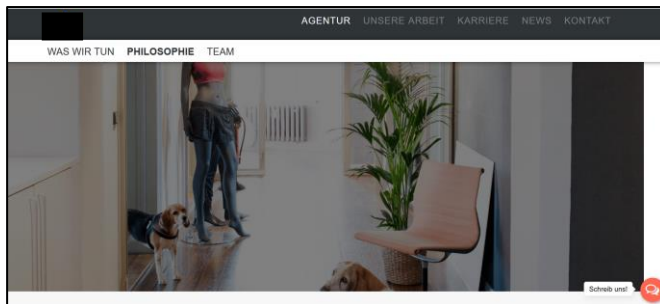 AGENTUR UNSERE ARBEIT KARRIERE NEWS KONTAKT
WAS WIR TUN PHILOSOPHIE TEAM
Schreib uns!